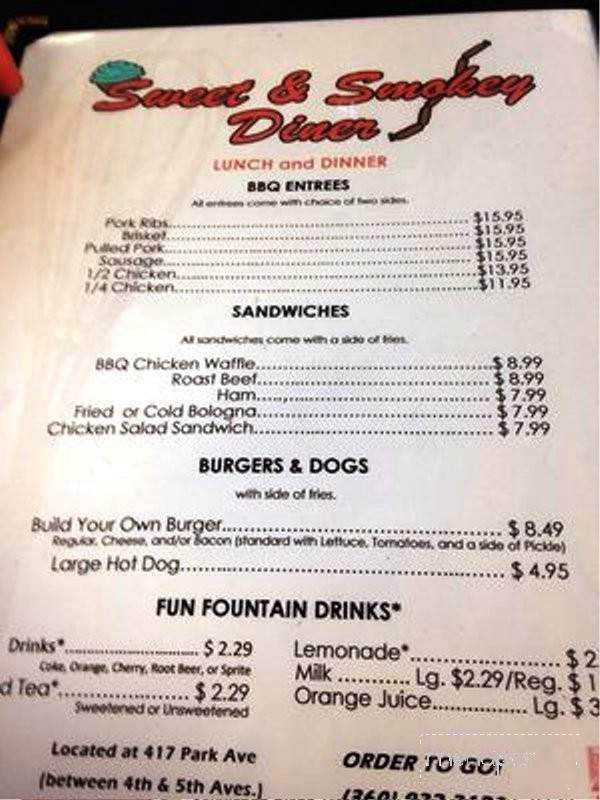 Sweet & Smokey
Diner
LUNCH and DINNER
BBQ ENTREES
All entrees come with choice of two sides.
Pork Ribs.......................................................... $15.95
Brisket.......................................................... $15.95
Pulled Pork.......................................................... $15.95
Sausage.......................................................... $15.95
1/2 Chicken.......................................................... $13.95
1/4 Chicken.......................................................... $11.95
SANDWICHES
All sandwiches come with a side of fries.
BBQ Chicken Waffle............................................. $ 8.99
Roast Beef............................................. $ 8.99
Ham............................................. $ 7.99
Fried or Cold Bologna............................................. $ 7.99
Chicken Salad Sandwich............................................. $ 7.99
BURGERS & DOGS
with side of fries.
Build Your Own Burger............................................. $ 8.49
Regular, Cheese, and/or Bacon (standard with Lettuce, Tomatoes, and a side of Pickle)
Large Hot Dog..................................................... $ 4.95
FUN FOUNTAIN DRINKS*
Drinks*.............................. $ 2.29
Coke, Orange, Cherry, Root Beer, or Sprite
d Tea*....................... $ 2.29
Sweetened or Unsweetened
Lemonade*......................... $ 2
Milk ........... Lg. $2.29/Reg. $ 1
Orange Juice............... Lg. $ 3
Located at 417 Park Ave
(between 4th & 5th Aves.)
ORDER TO GO!
(360)